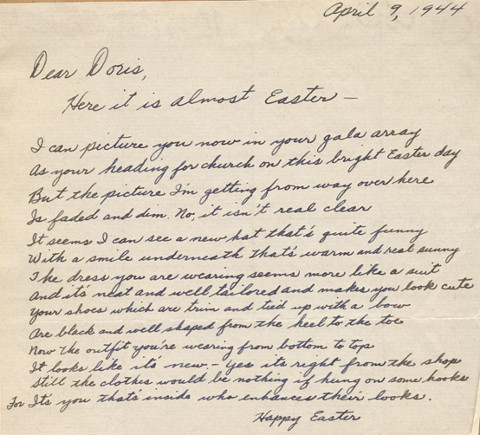 April 9, 1944
Dear Doris,
Here it is almost Easter —
I can picture you now in your gala array
As your heading for church on this bright Easter day
But the picture I'm getting from way over here
Is faded and dim. No, it isn't real clear
It seems I can see a new hat that's quite funny
With a smile underneath that's warm and real sunny
The dress you are wearing seems more like a suit
And it's neat and well tailored and makes you look cute
Your shoes which are trim and tied up with a bow
Are black and well shaped from the heel to the toe
Now the outfit you're wearing from bottom to top
It looks like it's new. - Yes its right from the shop
Still the clothes would be nothing if hung on some hooks
For It's you that's inside who enhances their looks.
Happy Easter